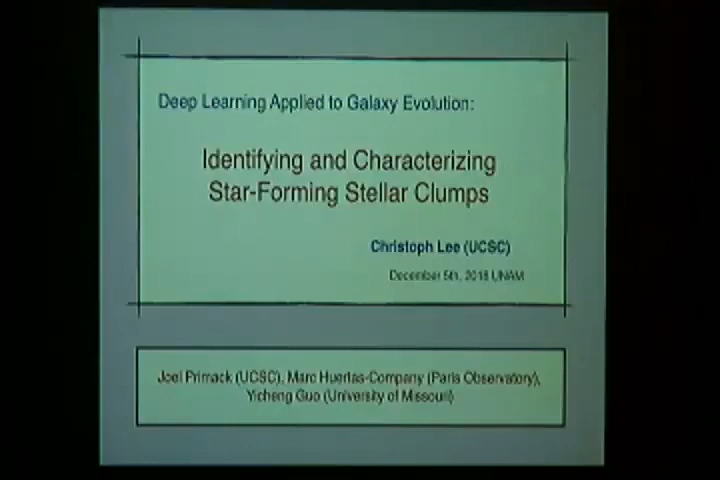 Deep Learning Applied to Galaxy Evolution:
Identifying and Characterizing
Star-Forming Stellar Clumps
Christoph Lee (UCSC)
December 5th, 2018 UNAM
Joel Primack (UCSC), Marc Huertas-Company (Paris Observatory),
Yicheng Guo (University of Missouri)